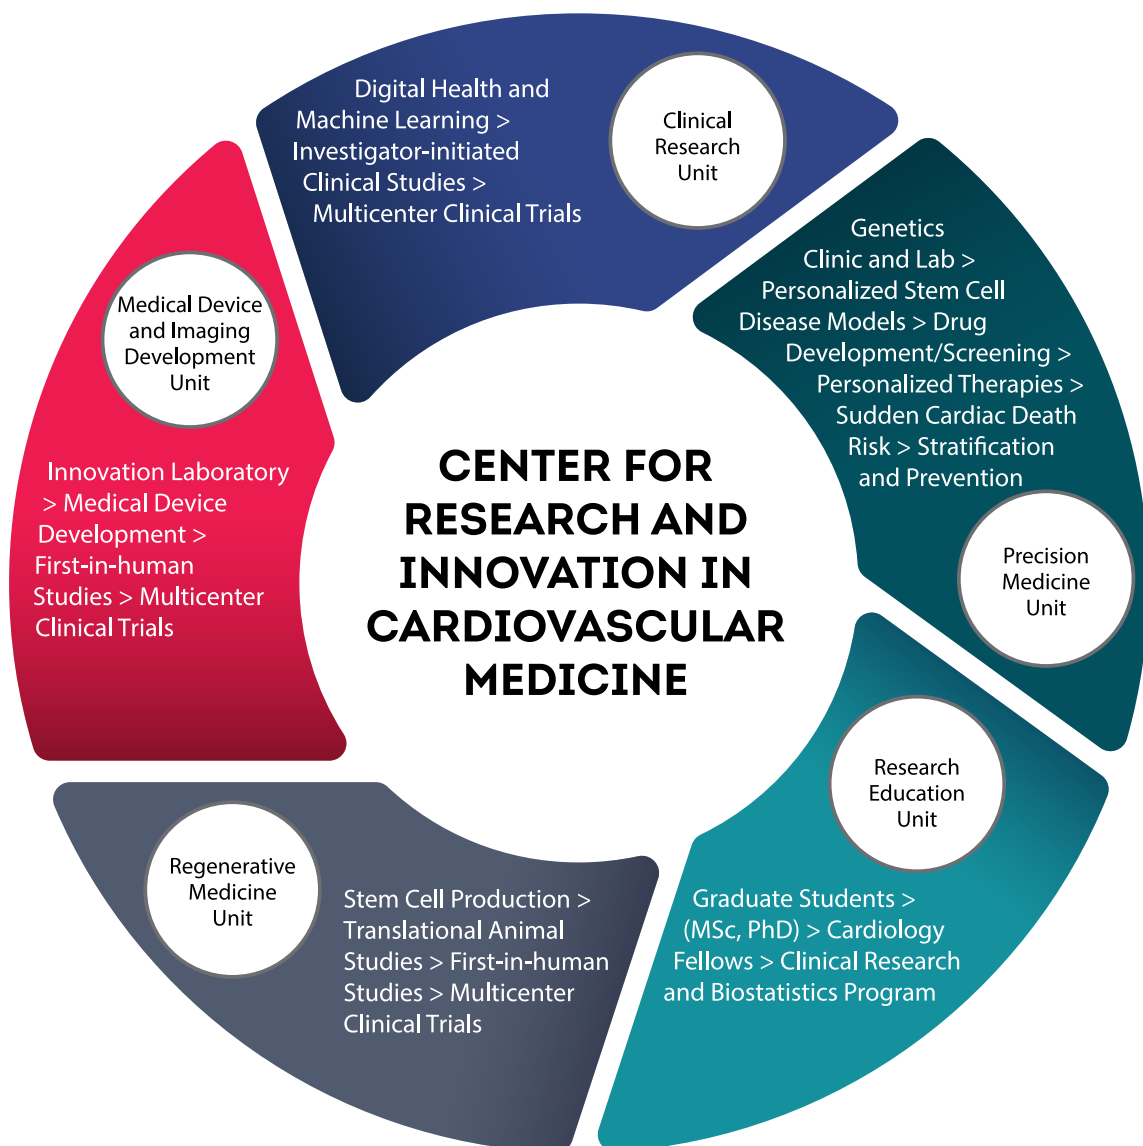 Digital Health and
Machine Learning >
Investigator-initiated
Clinical Studies >
Multicenter Clinical Trials
Clinical
Research
Unit
Genetics
Clinic and Lab >
Personalized Stem Cell
Disease Models > Drug
Development/Screening >
Personalized Therapies >
Sudden Cardiac Death
Risk > Stratification
and Prevention
Precision
Medicine
Unit
Research
Education
Unit
Graduate Students >
(MSc, PhD) > Cardiology
Fellows > Clinical Research
and Biostatistics Program
Regenerative
Medicine
Unit
Stem Cell Production >
Translational Animal
Studies > First-in-human
Studies > Multicenter
Clinical Trials
Medical Device
and Imaging
Development
Unit
Innovation Laboratory
> Medical Device
Development >
First-in-human
Studies > Multicenter
Clinical Trials
CENTER FOR
RESEARCH AND
INNOVATION IN
CARDIOVASCULAR
MEDICINE